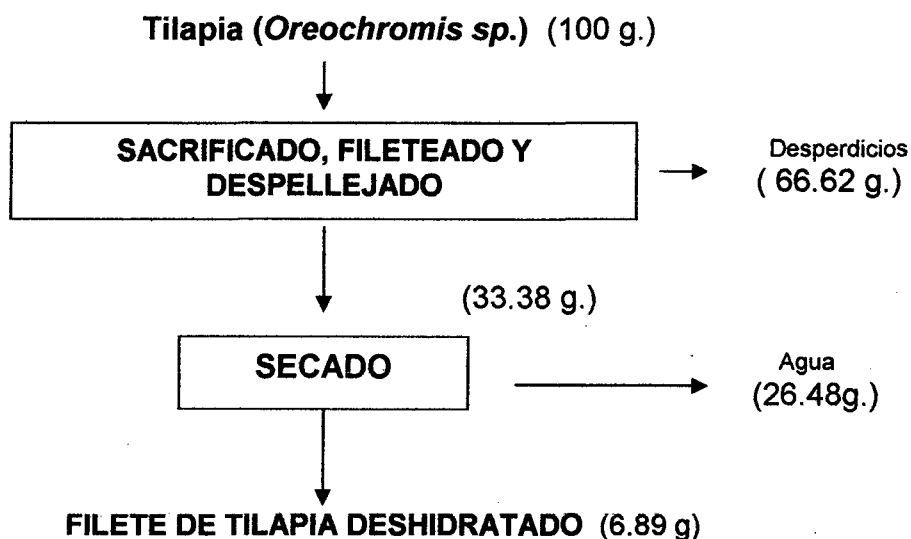 Tilapia (Oreochromis sp.) (100 g.)
SACRIFICADO, FILETEADO Y
DESPELLEJADO
Desperdicios
( 66.62 g.)
(33.38 g.)
SECADO
Agua
(26.48g.)
FILETE DE TILAPIA DESHIDRATADO (6.89 g)